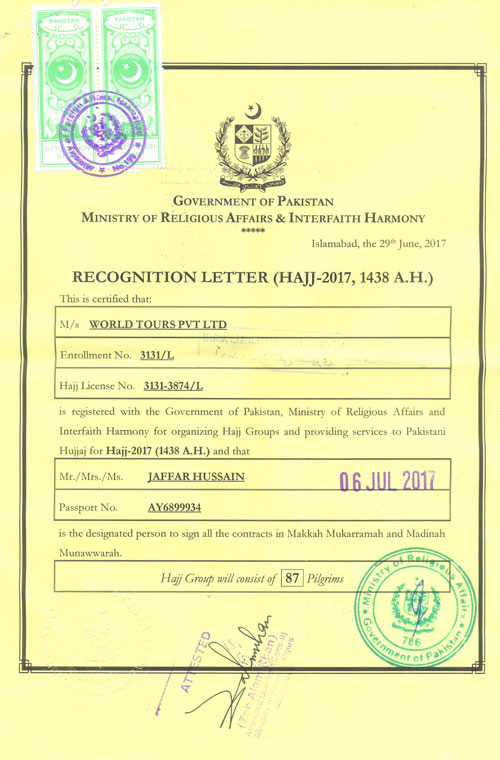 PAKISTAN PAKISTAN
Ministry of Foreign Affairs, Islamabad
GOVERNMENT OF PAKISTAN
MINISTRY OF RELIGIOUS AFFAIRS & INTERFAITH HARMONY
*****
Islamabad, the 29th June, 2017
RECOGNITION LETTER (HAJJ-2017, 1438 A.H.)
This is certified that:
M/s WORLD TOURS PVT LTD
Enrollment No. 3131/L
Hajj License No. 3131-3874/L
is registered with the Government of Pakistan, Ministry of Religious Affairs and
Interfaith Harmony for organizing Hajj Groups and providing services to Pakistani
Hujjaj for Hajj-2017 (1438 A.H.) and that
Mr./Mrs./Ms. JAFFAR HUSSAIN
06 JUL 2017
Passport No. AY6899934
is the designated person to sign all the contracts in Makkah Mukarramah and Madinah
Munawwarah.
Hajj Group will consist of 87 Pilgrims
Ministry of Religious Affairs
786
Government of Pakistan
ATTESTED